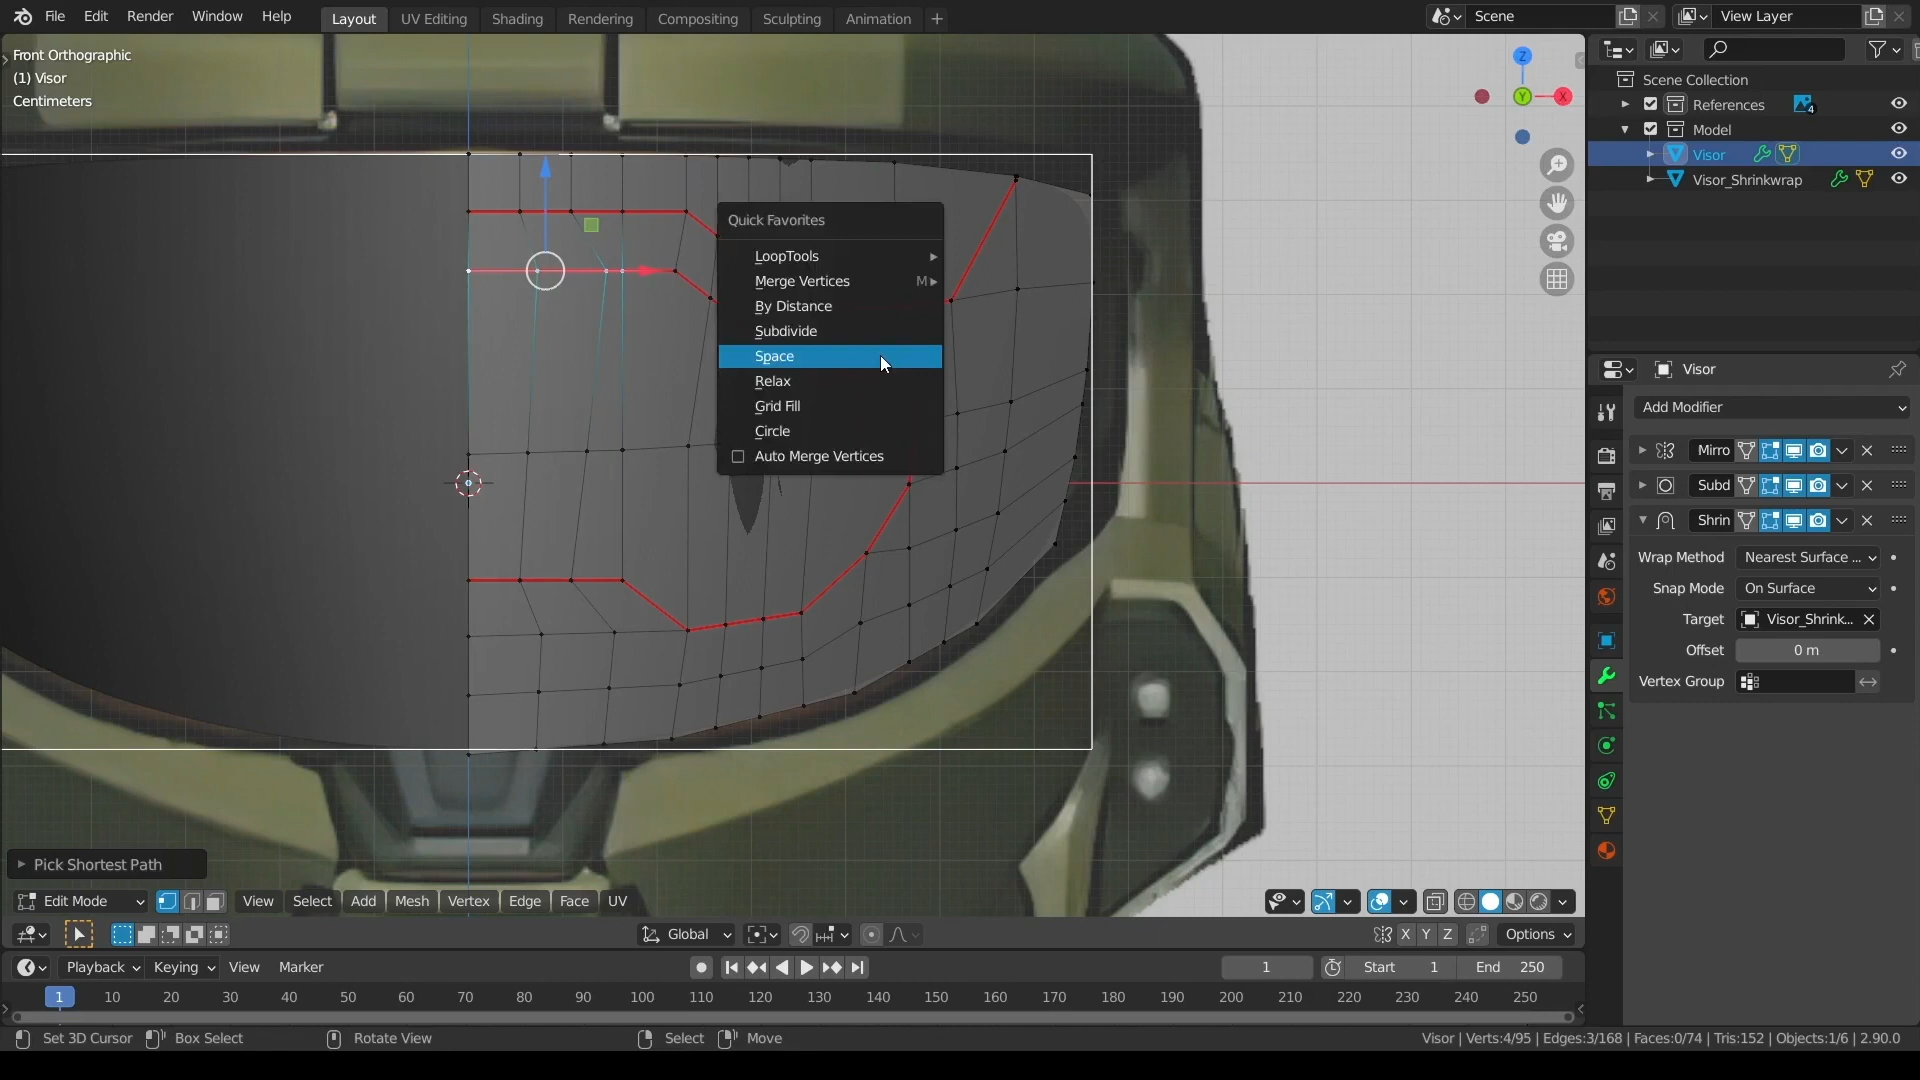 File Edit Render Window Help Layout UV Editing Shading Rendering Compositing Sculpting Animation + Scene View Layer
Front Orthographic
(1) Visor
Centimeters
Z
X
Y
Scene Collection
References 4
Model
Visor
Visor_Shrinkwrap
Quick Favorites
LoopTools
Merge Vertices M
By Distance
Subdivide
Space
Relax
Grid Fill
Circle
Auto Merge Vertices
Visor
Add Modifier
Mirro
Subd
Shrin
Wrap Method Nearest Surface ...
Snap Mode On Surface
Target Visor_Shrink...
Offset 0 m
Vertex Group
Pick Shortest Path
Edit Mode View Select Add Mesh Vertex Edge Face UV
Global X Y Z Options
Playback Keying View Marker 1 Start 1 End 250
1 10 20 30 40 50 60 70 80 90 100 110 120 130 140 150 160 170 180 190 200 210 220 230 240 250
Set 3D Cursor Box Select Rotate View Select Move Visor | Verts:4/95 | Edges:3/168 | Faces:0/74 | Tris:152 | Objects:1/6 | 2.90.0